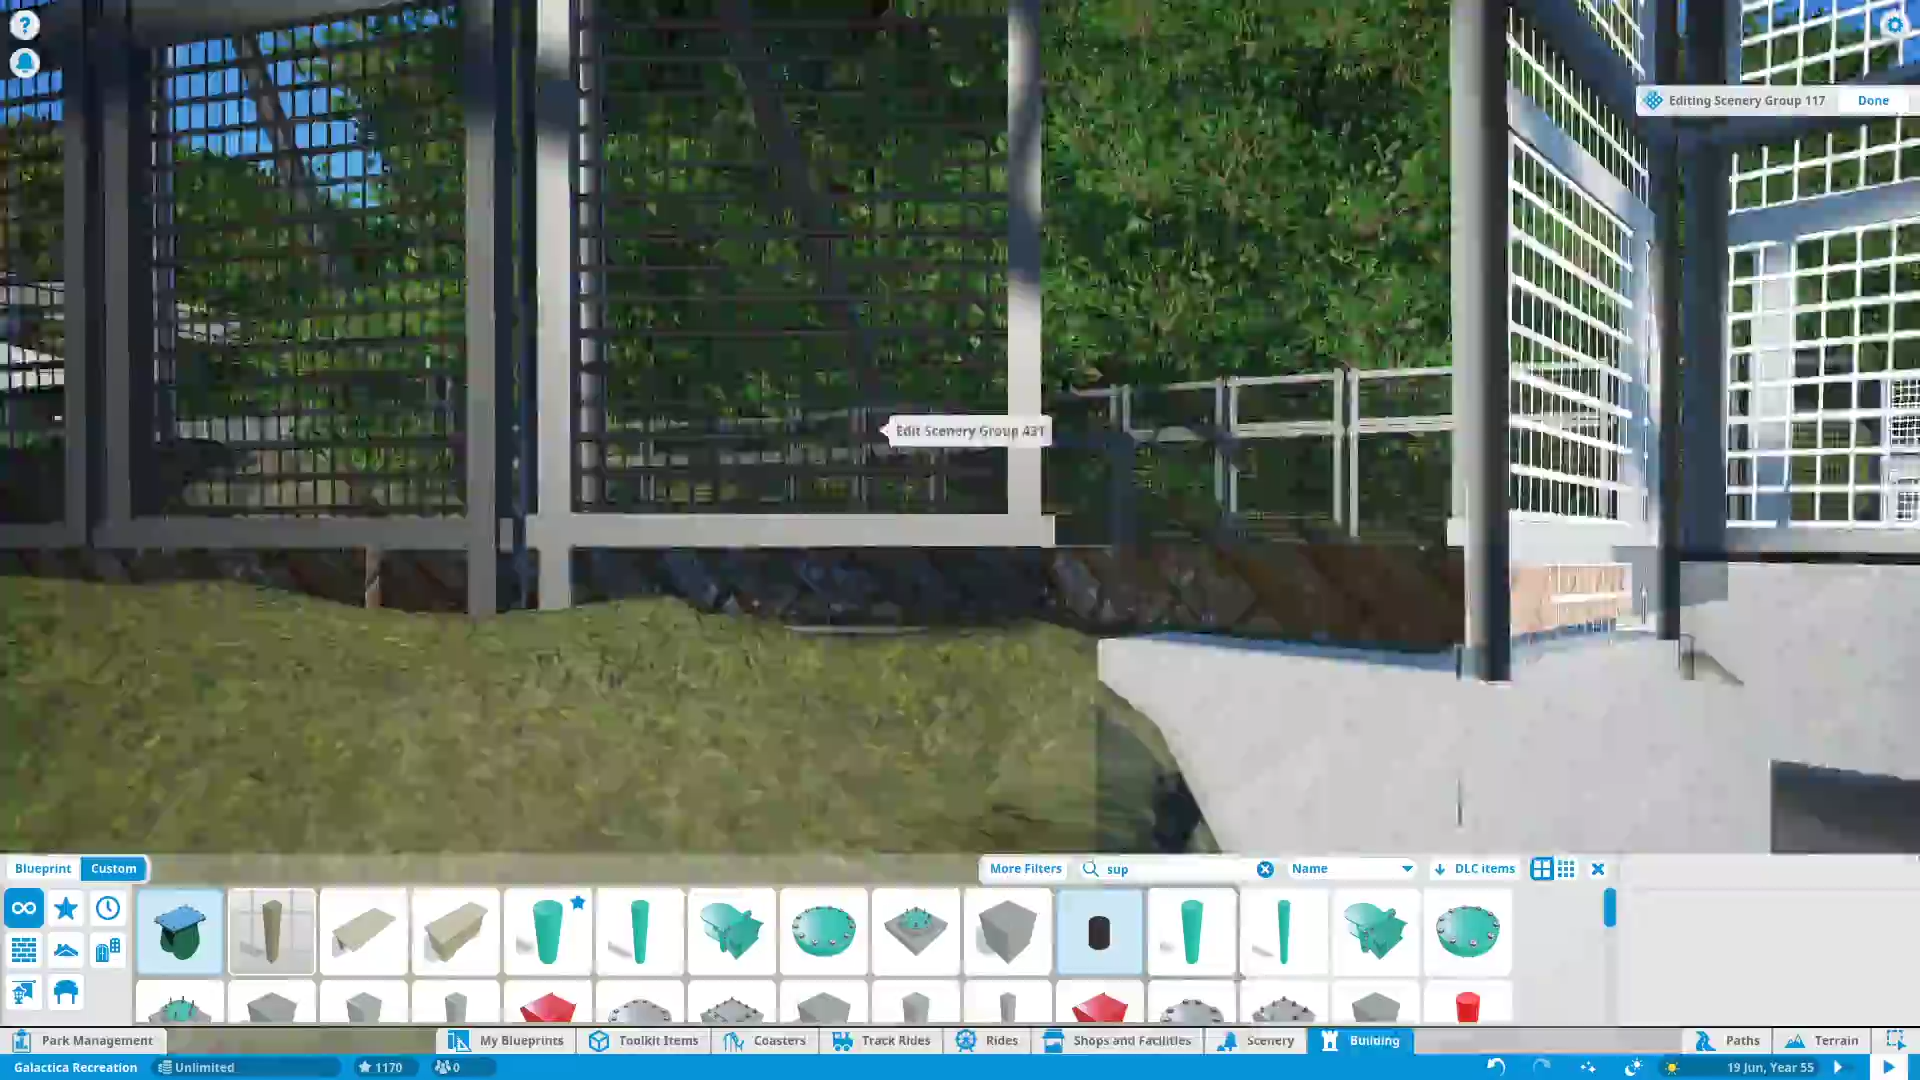 ?
Editing Scenery Group 117
Done
Edit Scenery Group 431
Blueprint
Custom
More Filters
sup
Name
DLC items
Park Management
My Blueprints
Toolkit Items
Coasters
Track Rides
Rides
Shops and Facilities
Scenery
Building
Paths
Terrain
Galactica Recreation
Unlimited
1170
0
19 Jun, Year 55